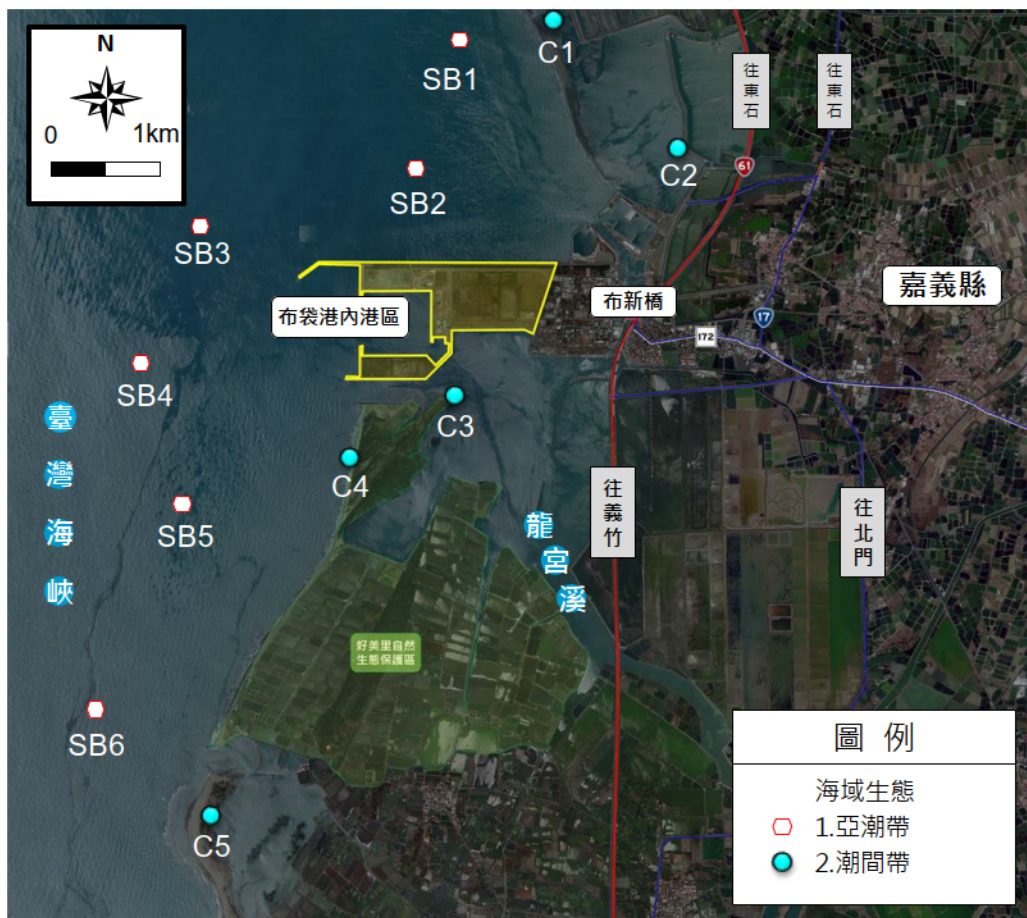 N
0 1km
SB1
C1
往東石
往東石
61
C2
SB2
SB3
布袋港內港區
布新橋
嘉義縣
17
172
SB4
C3
臺灣海峽
C4
SB5
往義竹
往北門
龍宮溪
好美里自然
生態保護區
SB6
C5
圖 例
海域生態
1.亞潮帶
2.潮間帶